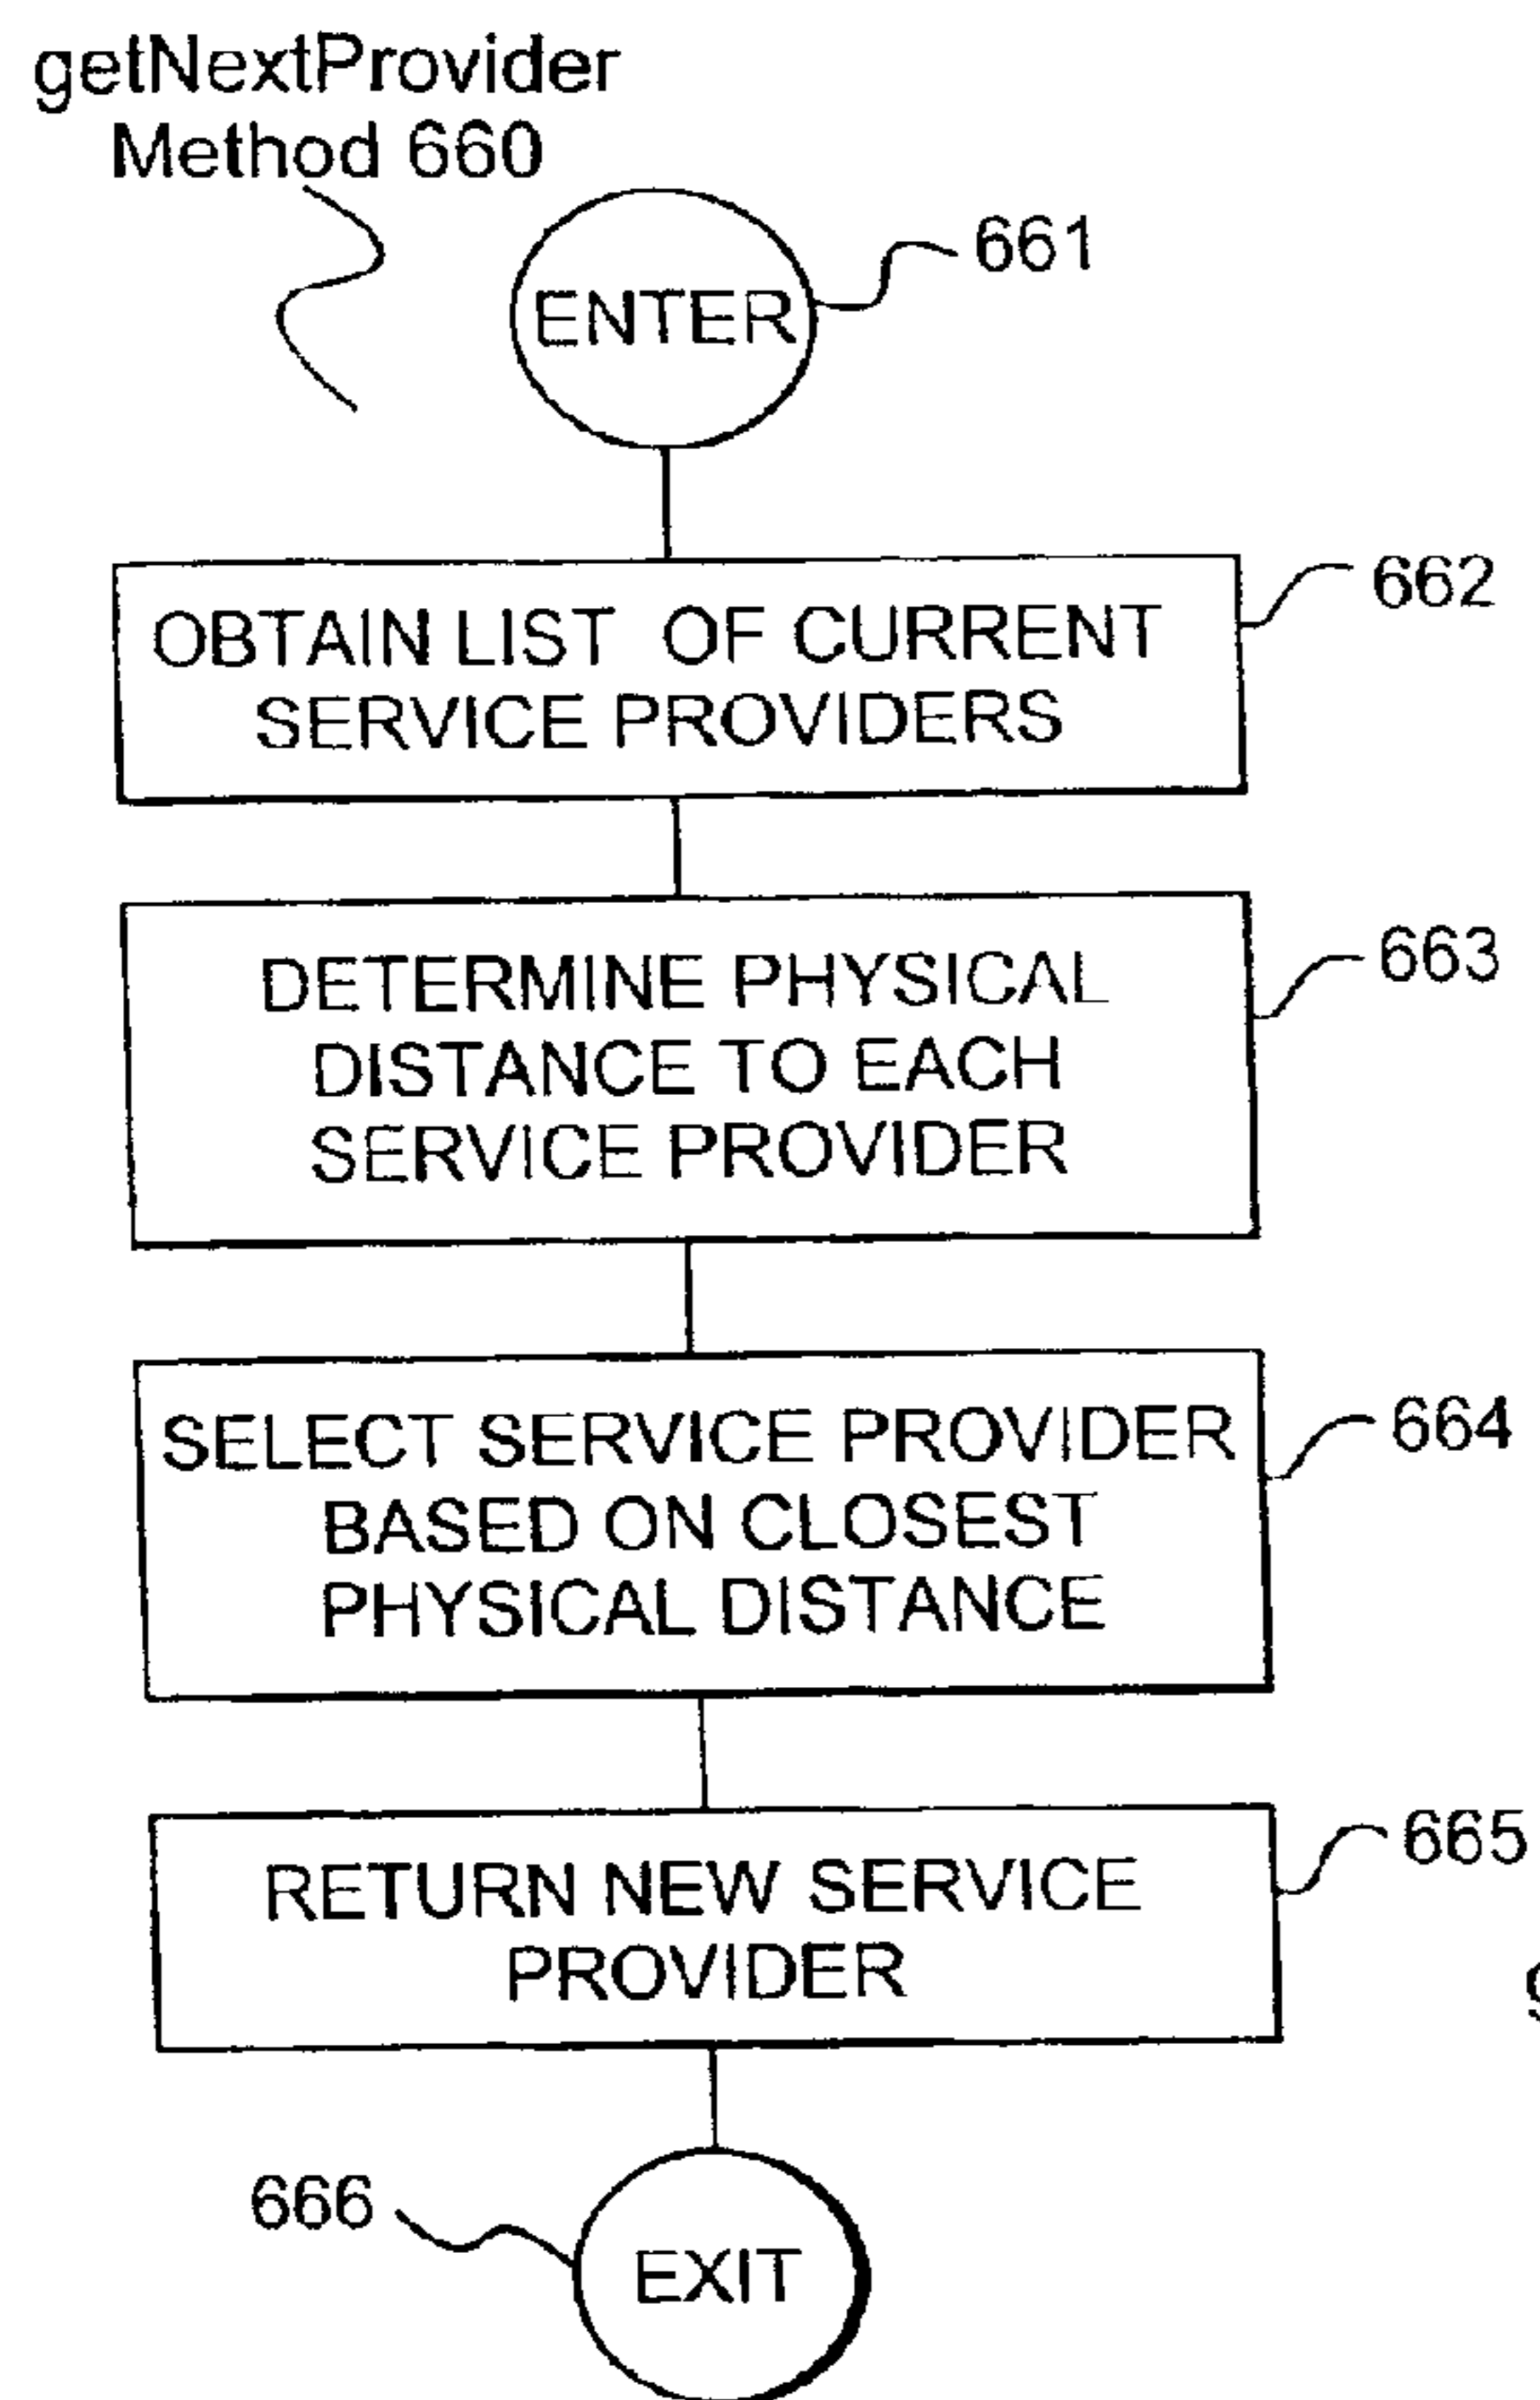 getNextProvider
Method 660
661
ENTER
662
OBTAIN LIST OF CURRENT
SERVICE PROVIDERS
663
DETERMINE PHYSICAL
DISTANCE TO EACH
SERVICE PROVIDER
664
SELECT SERVICE PROVIDER
BASED ON CLOSEST
PHYSICAL DISTANCE
665
RETURN NEW SERVICE
PROVIDER
666
EXIT